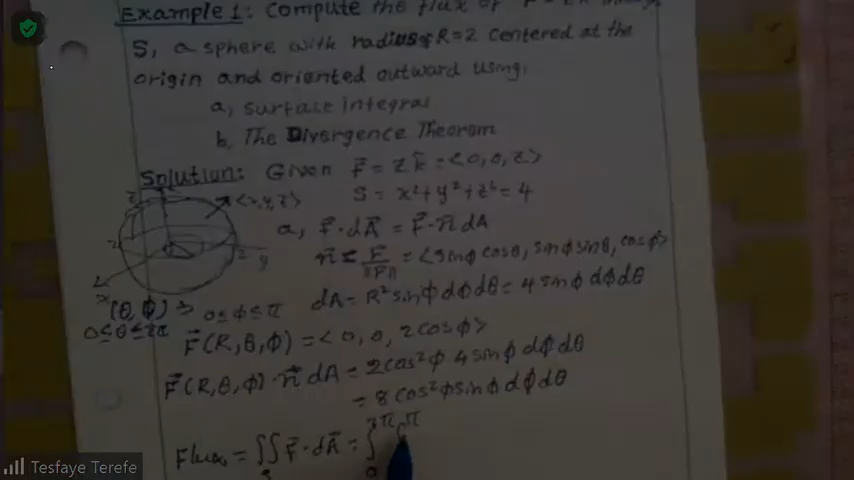 Example 1: Compute the flux of
S, a sphere with radius of R=2 centered at the
origin and oriented outward using,
a, surface integral
b, The Divergence Theorem
Solution: Given F⃗ = z k⃗ = <0, 0, z>
S = x²+y²+z²=4
<x,y,z>
a, F⃗·dA⃗ = F⃗·n⃗ dA
= <sinφ cosθ, sinφ sinθ, cosφ>
(θ, φ) ⇒ 0≤φ≤π
dA = R² sinφ dφ dθ = 4 sinφ dφ dθ
0≤θ≤2π
F⃗(R, θ, φ) = <0, 0, 2cosφ>
F⃗(R, θ, φ)·n⃗ dA = 2cos²φ 4sinφ dφ dθ
= 8 cos²φ sinφ dφ dθ
Flux = ∬ F⃗·dA⃗ = ∫
Tesfaye Terefe